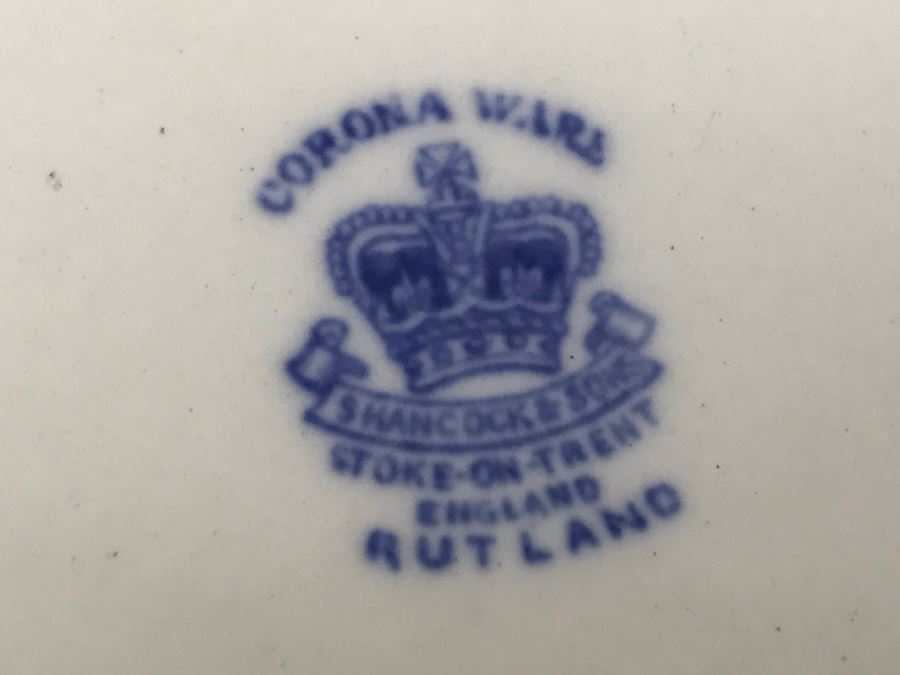 CORONA WARE
S HANCOCK & SONS
STOKE-ON-TRENT
ENGLAND
RUTLAND